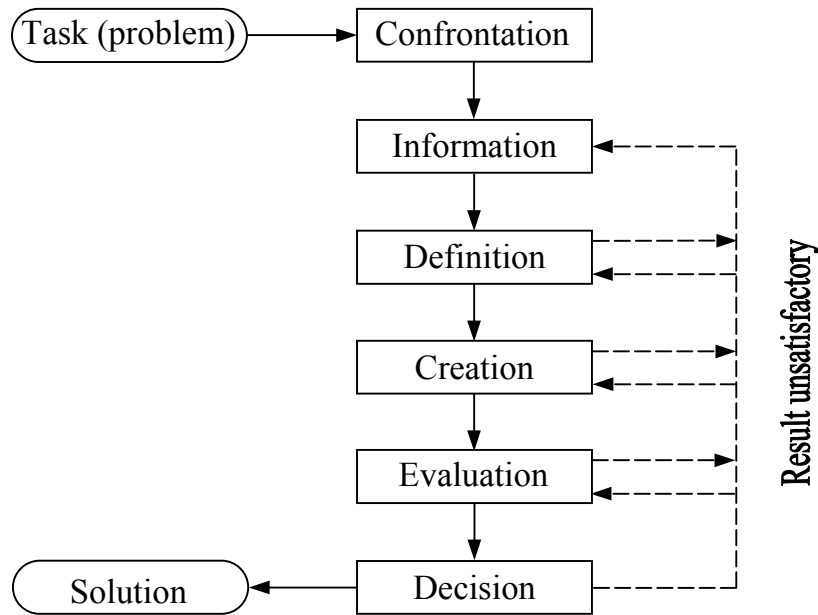 Task (problem)
Confrontation
Information
Definition
Creation
Evaluation
Decision
Solution
Result unsatisfactory